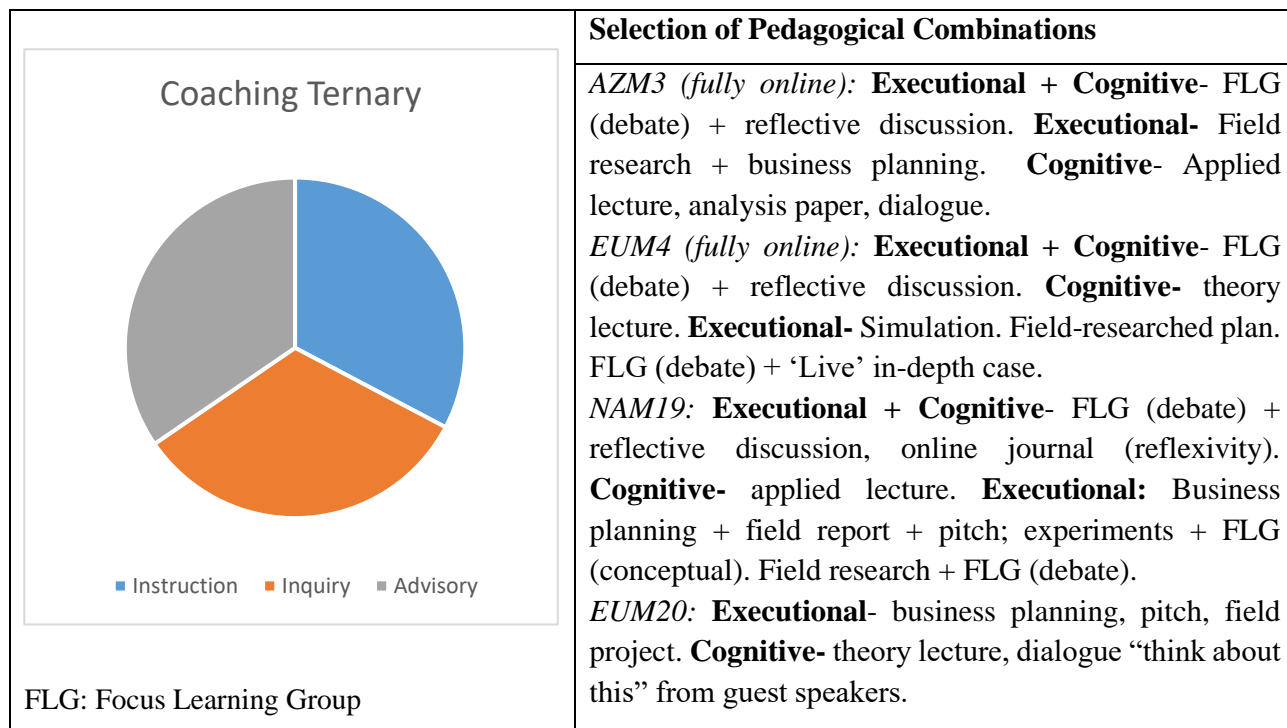 Coaching Ternary
Instruction Inquiry Advisory
FLG: Focus Learning Group
Selection of Pedagogical Combinations
AZM3 (fully online): Executional + Cognitive- FLG
(debate) + reflective discussion. Executional- Field
research + business planning. Cognitive- Applied
lecture, analysis paper, dialogue.
EUM4 (fully online): Executional + Cognitive- FLG
(debate) + reflective discussion. Cognitive- theory
lecture. Executional- Simulation. Field-researched plan.
FLG (debate) + ‘Live’ in-depth case.
NAM19: Executional + Cognitive- FLG (debate) +
reflective discussion, online journal (reflexivity).
Cognitive- applied lecture. Executional: Business
planning + field report + pitch; experiments + FLG
(conceptual). Field research + FLG (debate).
EUM20: Executional- business planning, pitch, field
project. Cognitive- theory lecture, dialogue “think about
this” from guest speakers.